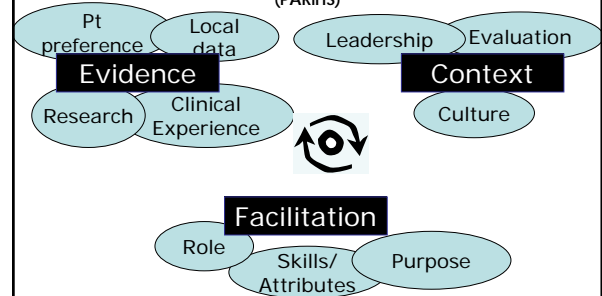 (PARIHS)
Pt
preference
Local
data
Leadership
Evaluation
Evidence
Context
Research
Clinical
Experience
Culture
Facilitation
Role
Skills/
Attributes
Purpose